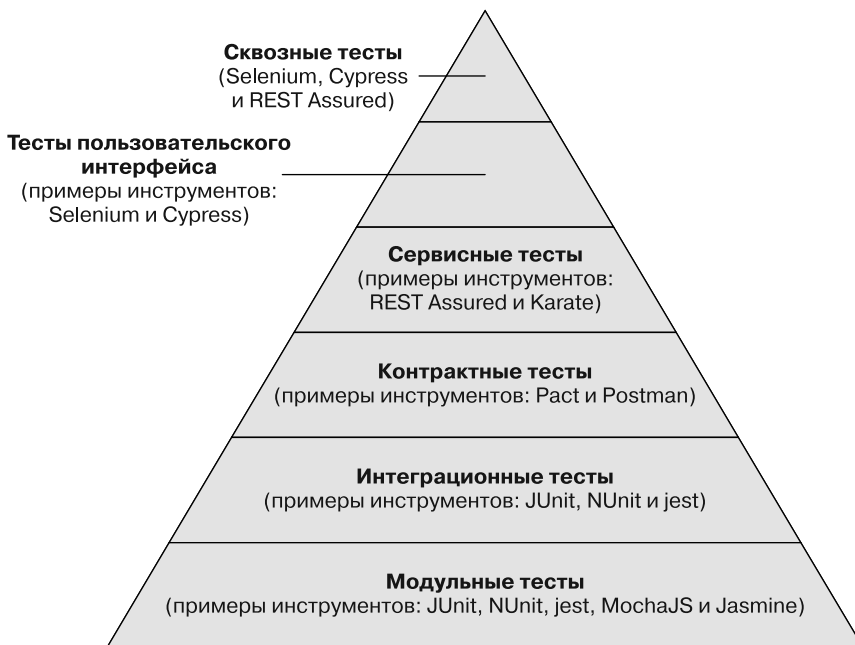 Сквозные тесты
(Selenium, Cypress
и REST Assured)
Тесты пользовательского
интерфейса
(примеры инструментов:
Selenium и Cypress)
Сервисные тесты
(примеры инструментов:
REST Assured и Karate)
Контрактные тесты
(примеры инструментов: Pact и Postman)
Интеграционные тесты
(примеры инструментов: JUnit, NUnit и jest)
Модульные тесты
(примеры инструментов: JUnit, NUnit, jest, MochaJS и Jasmine)